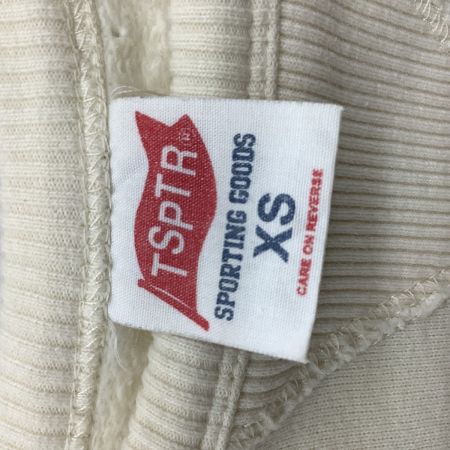 TSPTR®
SPORTING GOODS
XS
CARE ON REVERSE